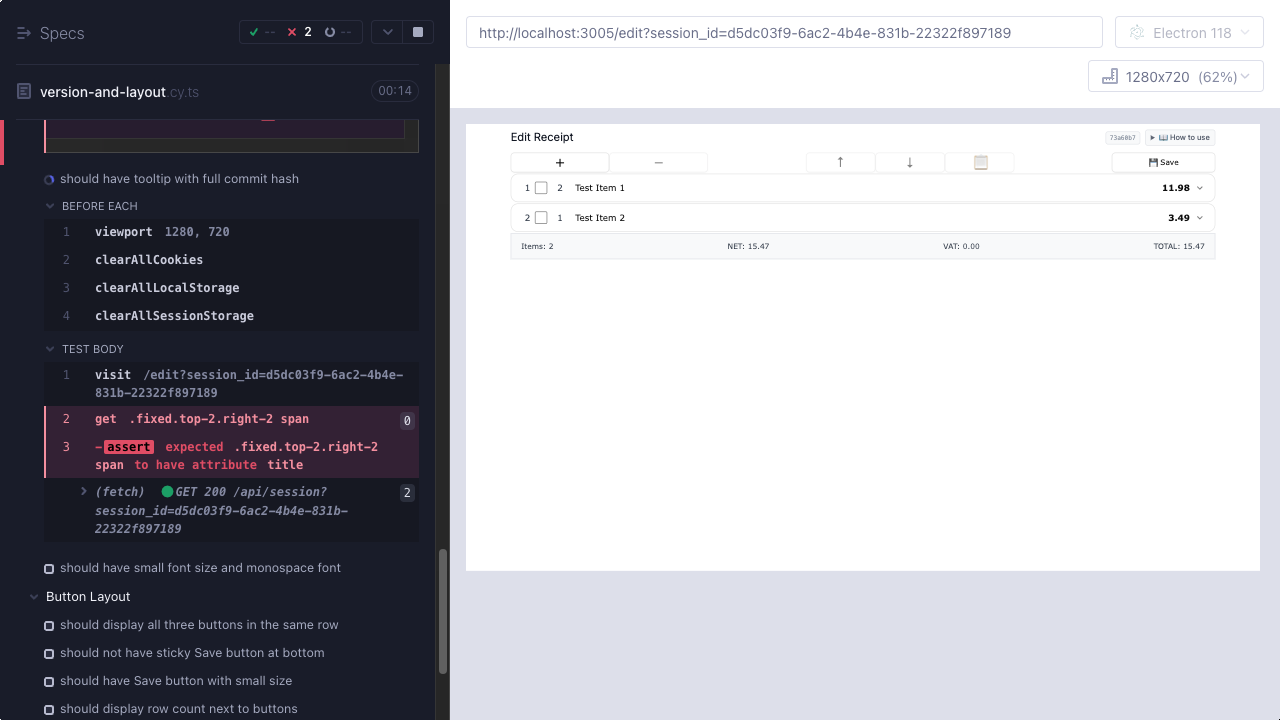 Specs
-- 2 --
version-and-layout.cy.ts 00:14
should have tooltip with full commit hash
BEFORE EACH
1 viewport 1280, 720
2 clearAllCookies
3 clearAllLocalStorage
4 clearAllSessionStorage
TEST BODY
1 visit /edit?session_id=d5dc03f9-6ac2-4b4e-
831b-22322f897189
2 get .fixed.top-2.right-2 span 0
3 -assert expected .fixed.top-2.right-2
span to have attribute title
(fetch) GET 200 /api/session? 2
session_id=d5dc03f9-6ac2-4b4e-831b-
22322f897189
should have small font size and monospace font
Button Layout
should display all three buttons in the same row
should not have sticky Save button at bottom
should have Save button with small size
should display row count next to buttons
http://localhost:3005/edit?session_id=d5dc03f9-6ac2-4b4e-831b-22322f897189
Electron 118
1280x720 (62%)
Edit Receipt 73a60b7 How to use
+ − ↑ ↓ Save
1 2 Test Item 1 11.98
2 1 Test Item 2 3.49
Items: 2 NET: 15.47 VAT: 0.00 TOTAL: 15.47